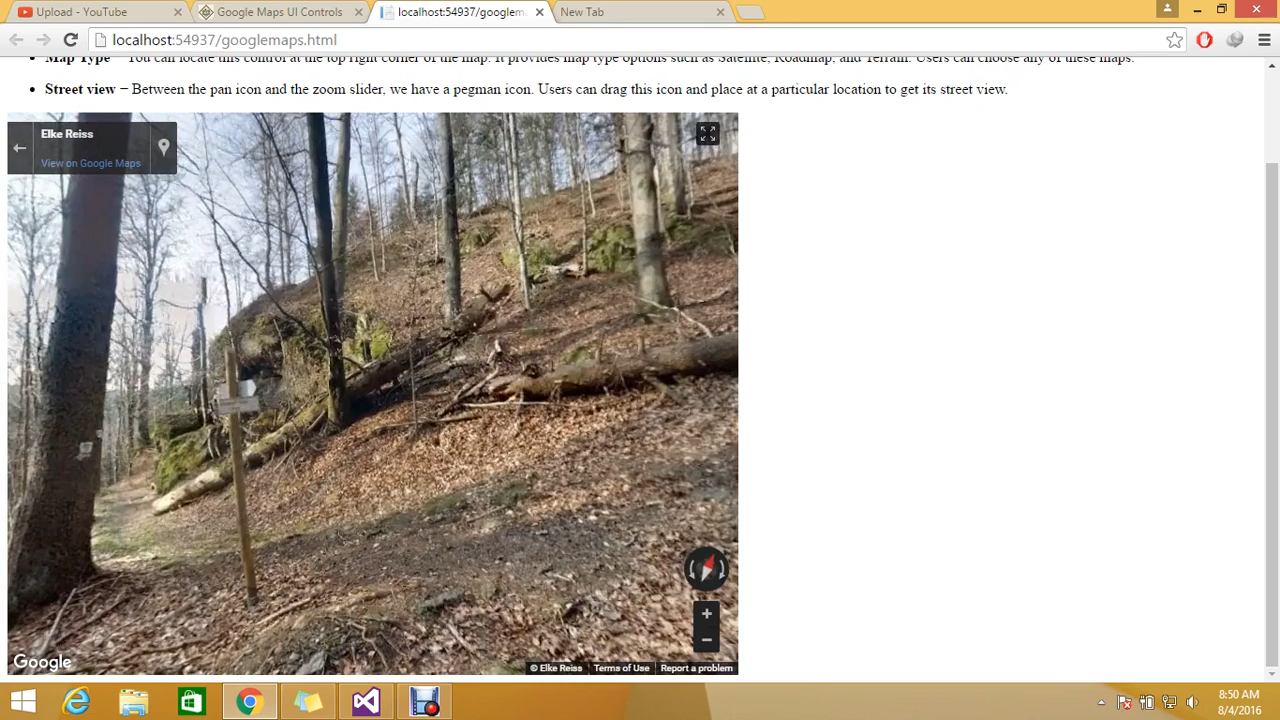 Upload - YouTube
Google Maps UI Controls
localhost:54937/googlem
New Tab
localhost:54937/googlemaps.html
Map Type − You can locate this control at the top right corner of the map. It provides map type options such as Satellite, Roadmap, and Terrain. Users can choose any of these maps.
Street view − Between the pan icon and the zoom slider, we have a pegman icon. Users can drag this icon and place at a particular location to get its street view.
Elke Reiss
View on Google Maps
Google
© Elke Reiss
Terms of Use
Report a problem
8:50 AM
8/4/2016